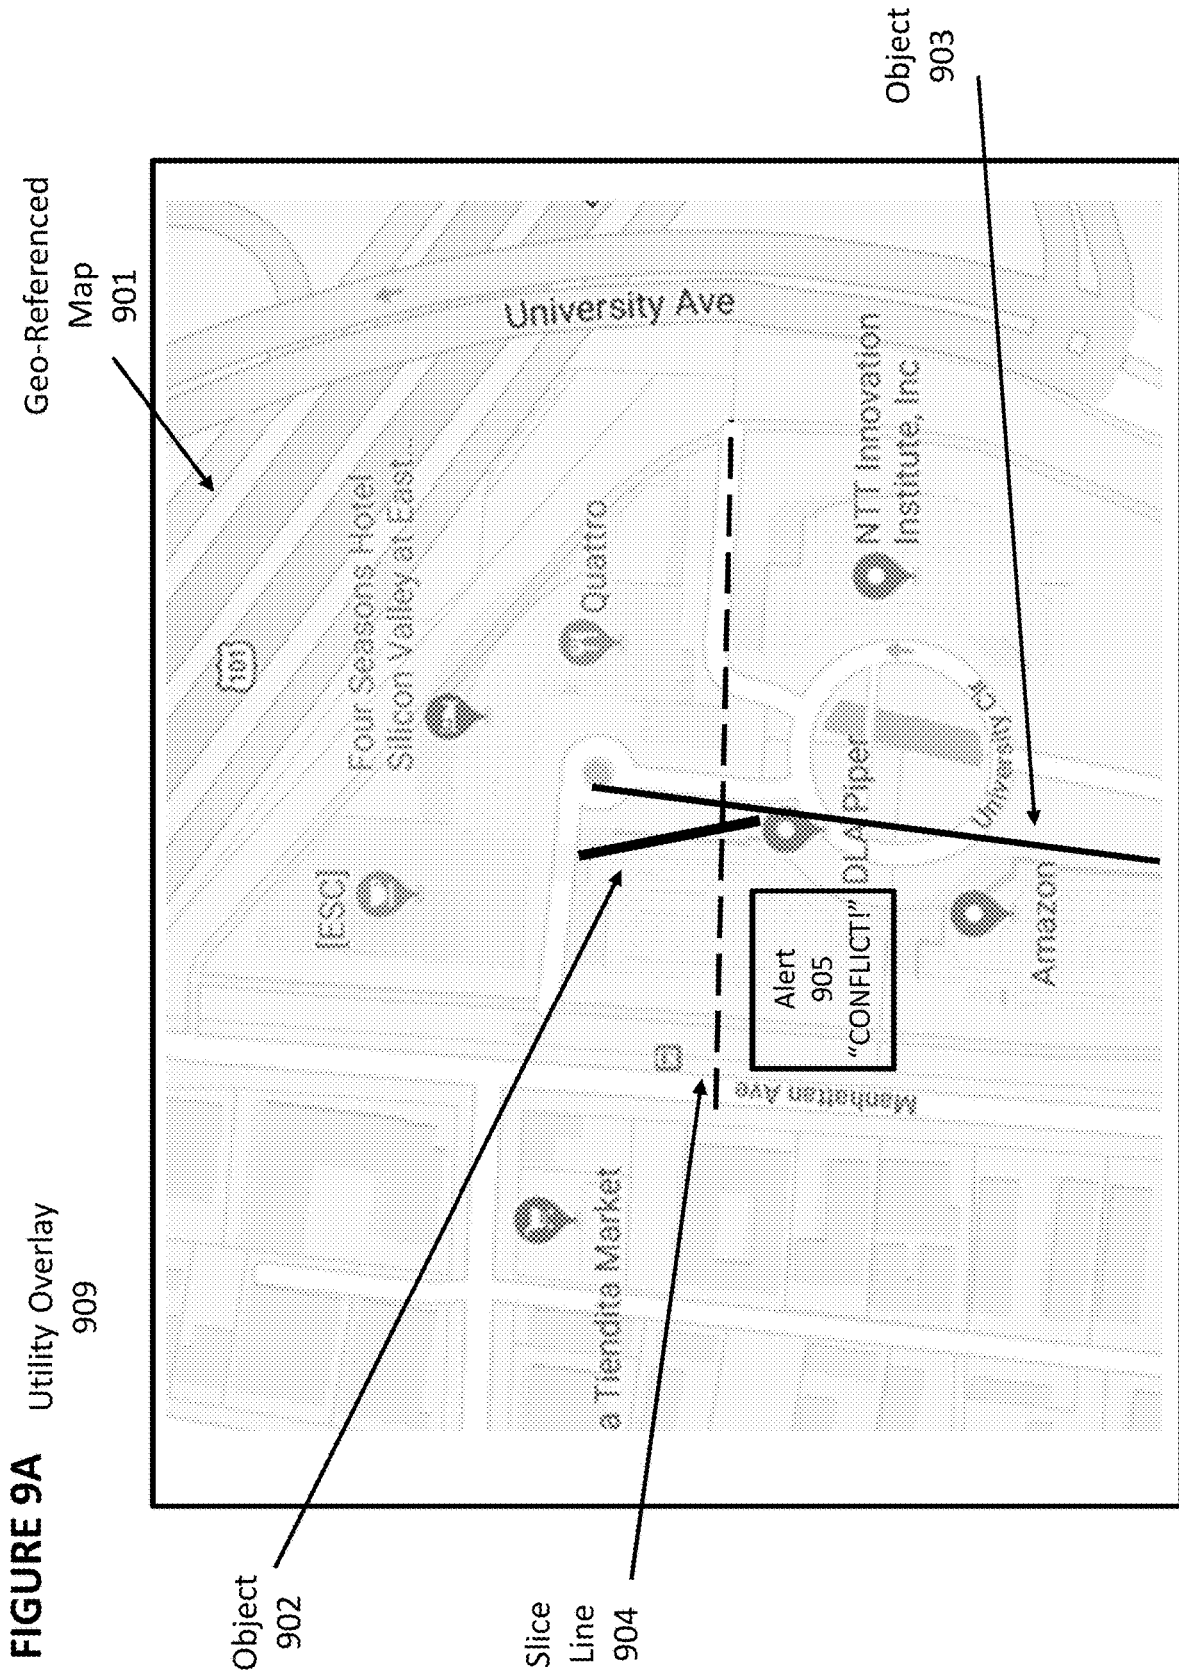 FIGURE 9A
Utility Overlay
909
Geo-Referenced
Map
901
Object
902
Slice
Line
904
Object
903
101
[ESC]
Four Seasons Hotel
Silicon Valley at East...
Quattro
University Ave
a Tiendita Market
Manhattan Ave
Alert
905
"CONFLICT!"
DLA Piper
University Cir
Amazon
NTT Innovation
Institute, Inc